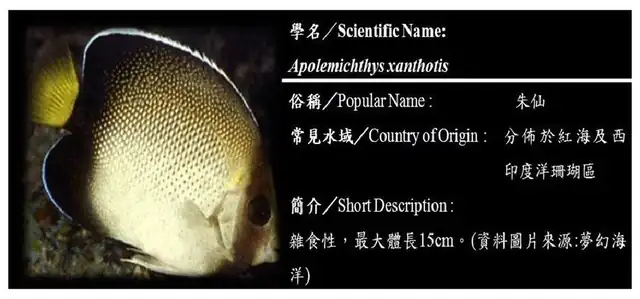 學名／Scientific Name:
Apolemichthys xanthotis
俗稱／Popular Name : 朱仙
常見水域／Country of Origin : 分佈於紅海及西
印度洋珊瑚區
簡介／Short Description :
雜食性，最大體長15cm。(資料圖片來源:夢幻海
洋)